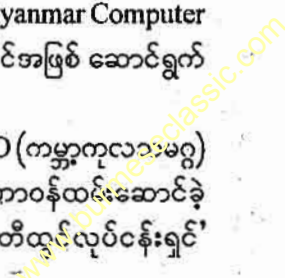 yanmar Computer
င်အဖြစ် ဆောင်ရွက်
(ကမ္ဘာ့ကုလသမဂ္ဂ)
တာဝန်ထမ်းဆောင်ခဲ့
တီထွင်လုပ်ငန်းရှင်'
www.burmeseclassic.com